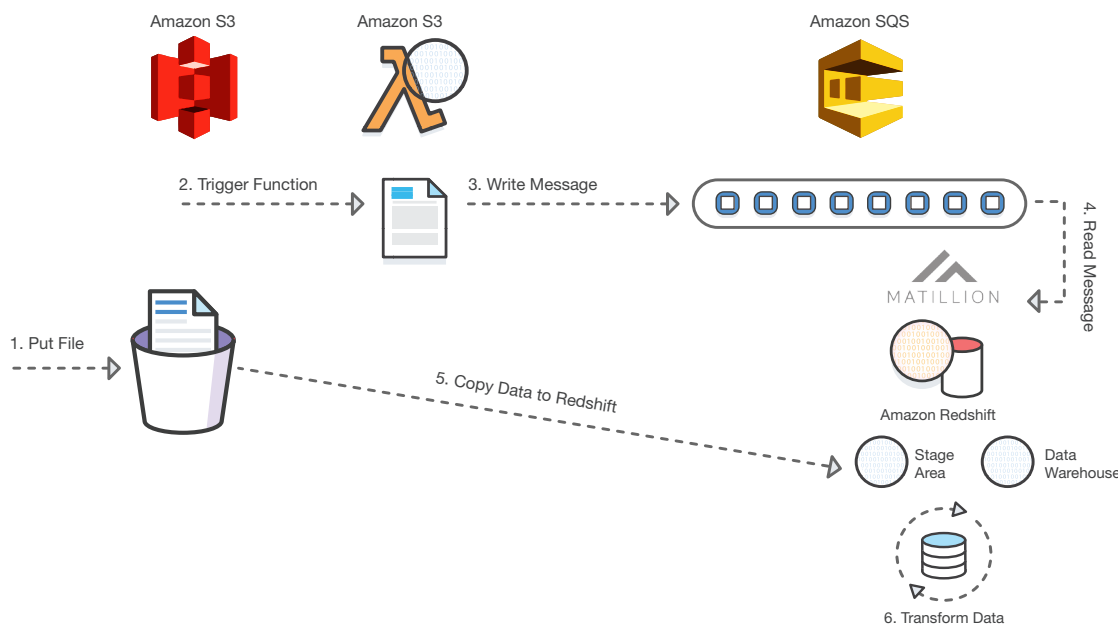 Amazon S3
Amazon S3
Amazon SQS
2. Trigger Function
3. Write Message
4. Read Message
MATILLION
1. Put File
5. Copy Data to Redshift
Amazon Redshift
Stage
Area
Data
Warehouse
6. Transform Data